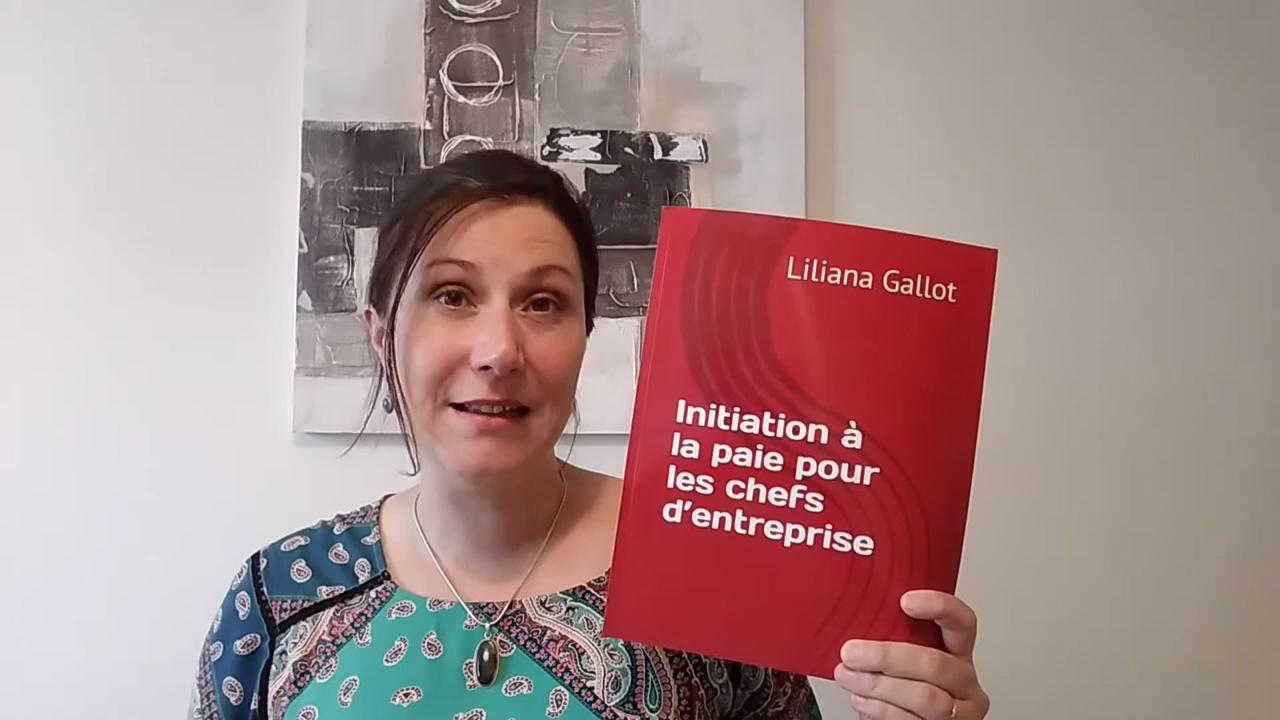 Liliana Gallot
Initiation à
la paie pour
les chefs
d'entreprise